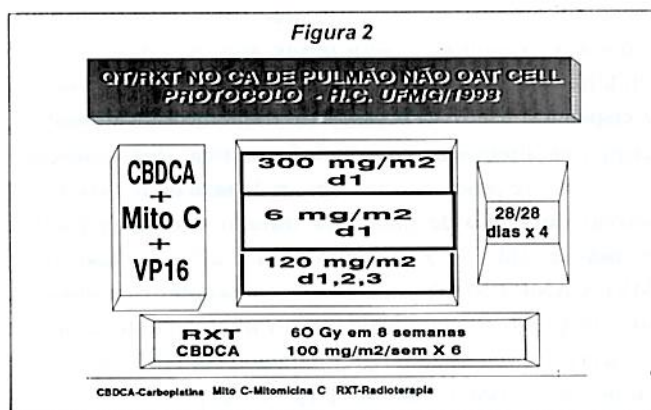 Figura 2
QT/RXT NO CA DE PULMÃO NÃO OAT CELL
PROTOCOLO - H.C. UFMG/1993
CBDCA
+
Mito C
+
VP16
300 mg/m2
d1
6 mg/m2
d1
120 mg/m2
d1,2,3
28/28
dias x 4
RXT 60 Gy em 8 semanas
CBDCA 100 mg/m2/sem X 6
CBDCA-Carboplatina Mito C-Mitomicina C RXT-Radioterapia